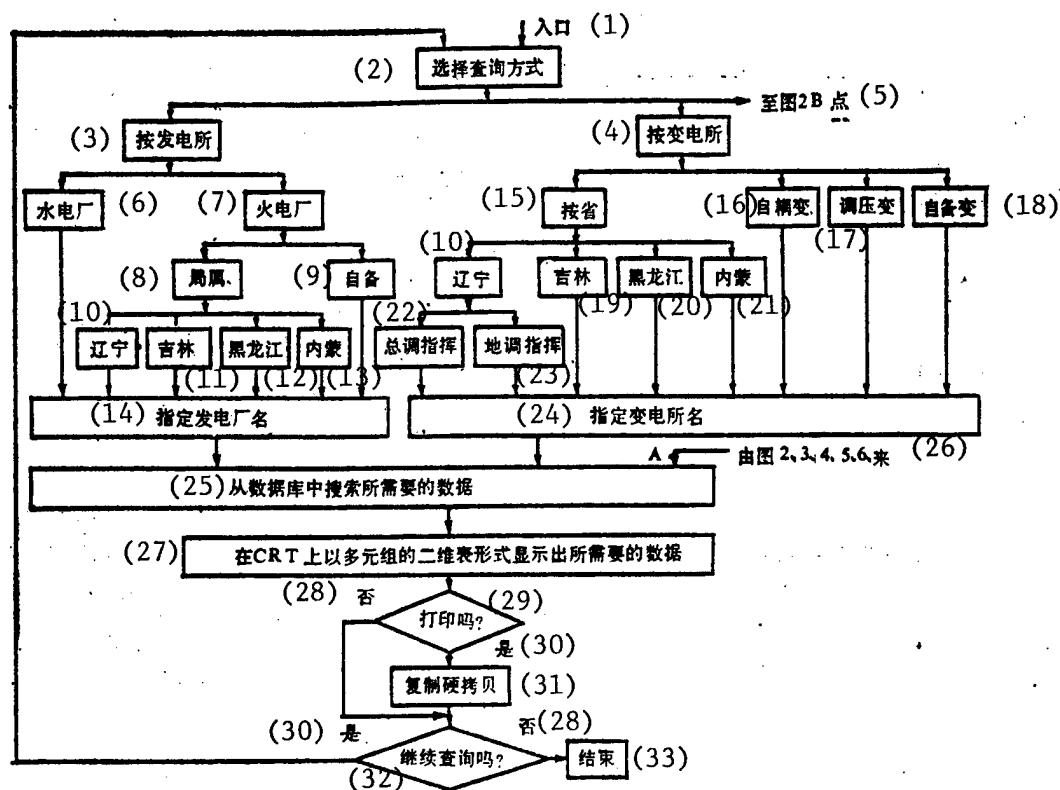 入口 (1)
(2) 选择查询方式
至图2B 点 (5)
(3) 按发电所
(4) 按变电所
水电厂 (6)
(7) 火电厂
(15) 按省
(16) 自耦变
调压变
(17)
自备变 (18)
(8) 局属
(9) 自备
(10)
辽宁
吉林
(19)
黑龙江
(20)
内蒙
(21)
(10)
辽宁
吉林
(11)
黑龙江
(12)
内蒙
(13)
(22)
总调指挥
地调指挥
(23)
(14) 指定发电厂名
(24) 指定变电所名
A
由图 2、3、4、5、6、来
(26)
(25) 从数据库中搜索所需要的数据
(27) 在CRT上以多元组的二维表形式显示出所需要的数据
(28) 否
(29)
打印吗?
是 (30)
复制硬拷贝 (31)
(30) 是
否 (28)
继续查询吗?
(32)
结束 (33)